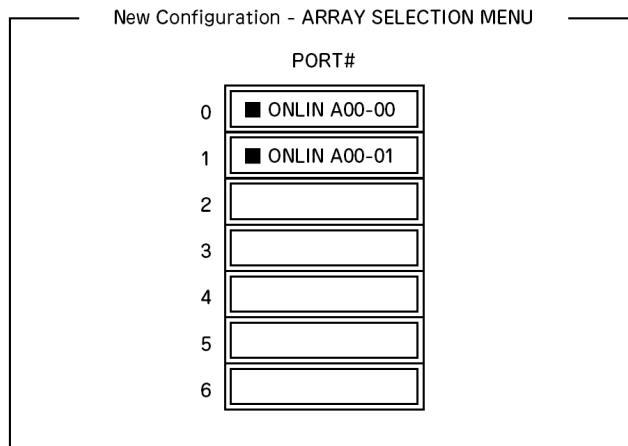 New Configuration - ARRAY SELECTION MENU
PORT#
0 ■ ONLIN A00-00
1 ■ ONLIN A00-01
2
3
4
5
6